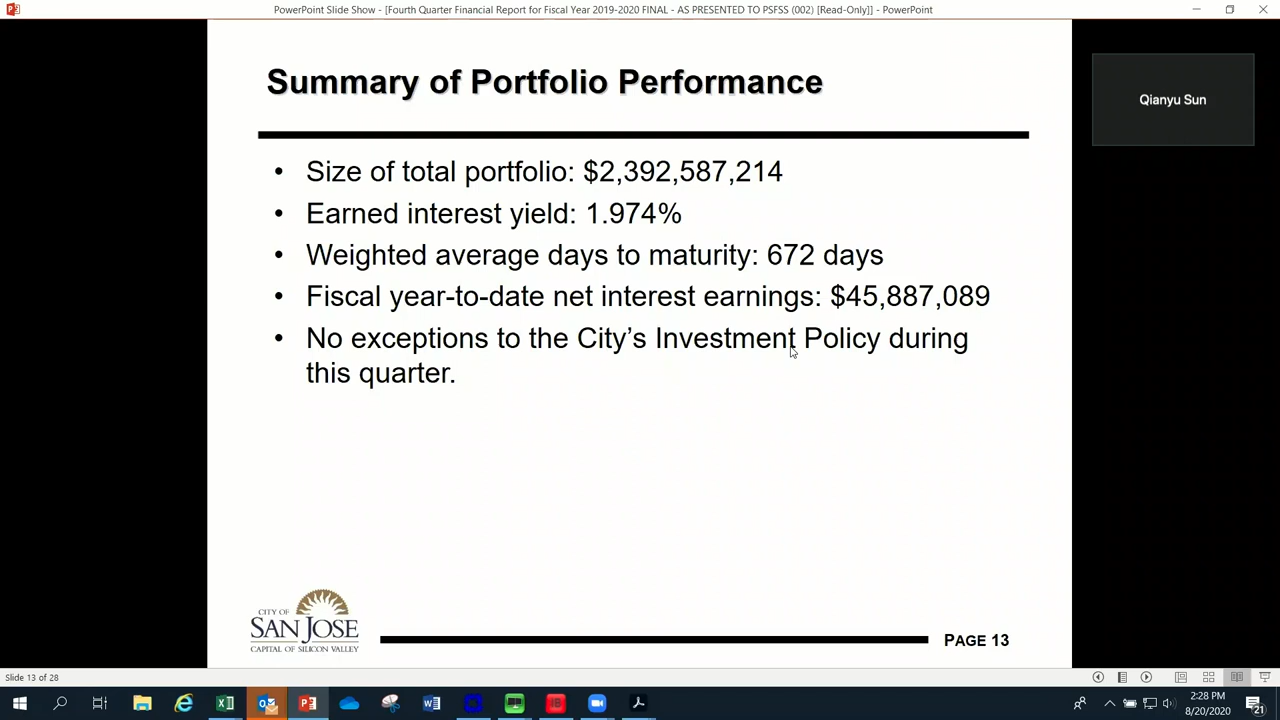 PowerPoint Slide Show - [Fourth Quarter Financial Report for Fiscal Year 2019-2020 FINAL - AS PRESENTED TO PSFSS (002) [Read-Only]] - PowerPoint
Summary of Portfolio Performance
Qianyu Sun
• Size of total portfolio: $2,392,587,214
• Earned interest yield: 1.974%
• Weighted average days to maturity: 672 days
• Fiscal year-to-date net interest earnings: $45,887,089
• No exceptions to the City’s Investment Policy during
this quarter.
CITY OF
SAN JOSE
CAPITAL OF SILICON VALLEY
PAGE 13
Slide 13 of 28
2:28 PM
8/20/2020
21